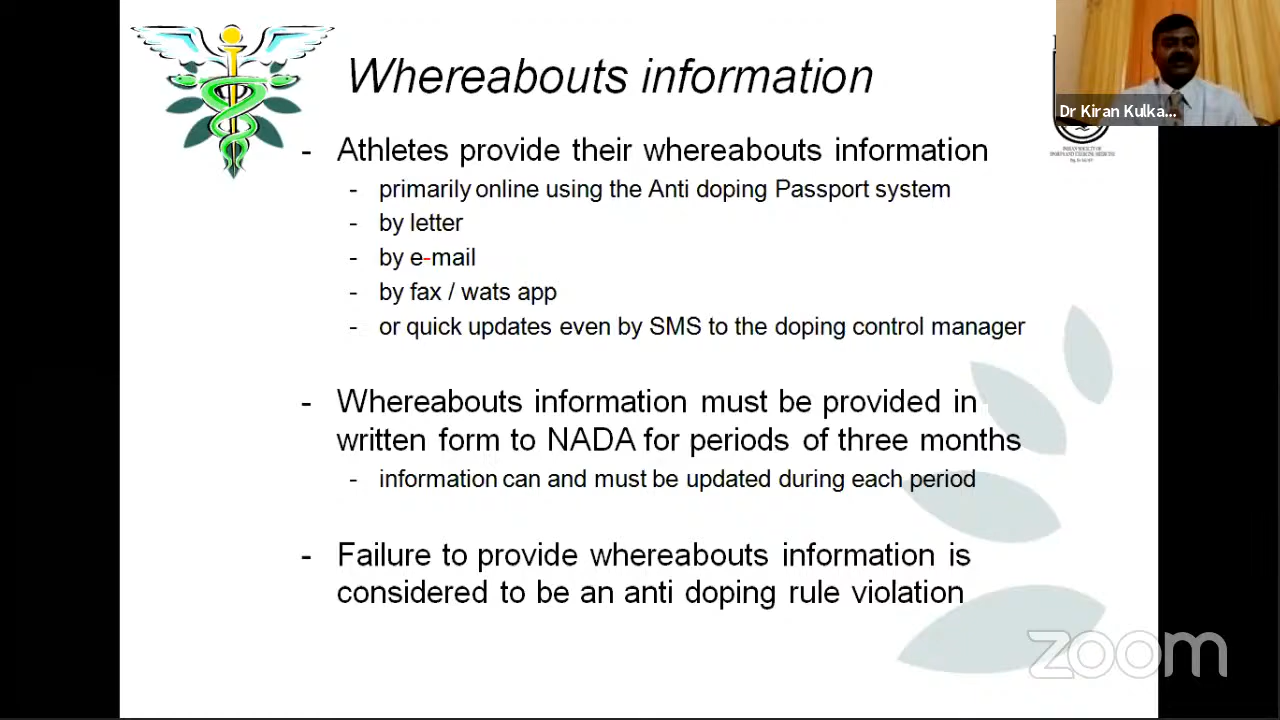 Whereabouts information
Dr Kiran Kulka...
- Athletes provide their whereabouts information
- primarily online using the Anti doping Passport system
- by letter
- by e-mail
- by fax / wats app
- or quick updates even by SMS to the doping control manager
- Whereabouts information must be provided in
written form to NADA for periods of three months
- information can and must be updated during each period
- Failure to provide whereabouts information is
considered to be an anti doping rule violation
zoom